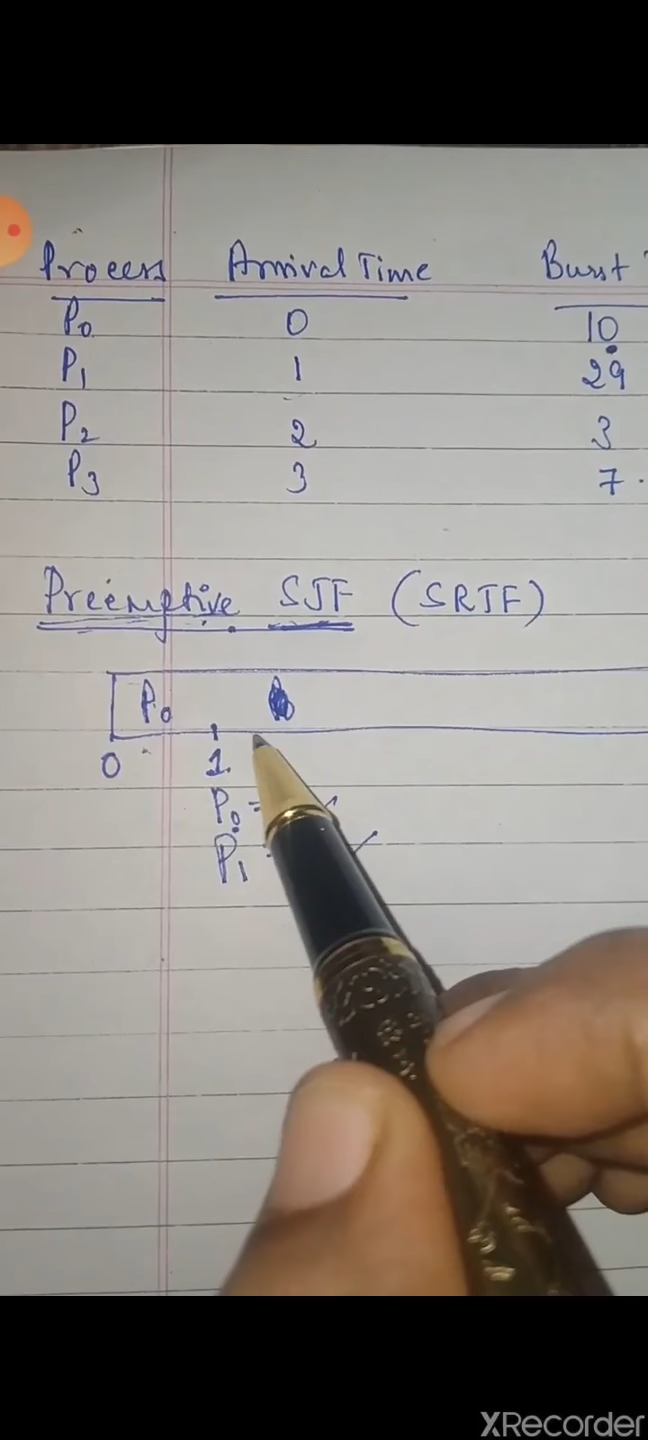 Process Arrival Time Burst
P0 0 10
P1 1 29
P2 2 3
P3 3 7
Preemptive SJF (SRTF)
P0
0 1
P0
P1
XRecorder